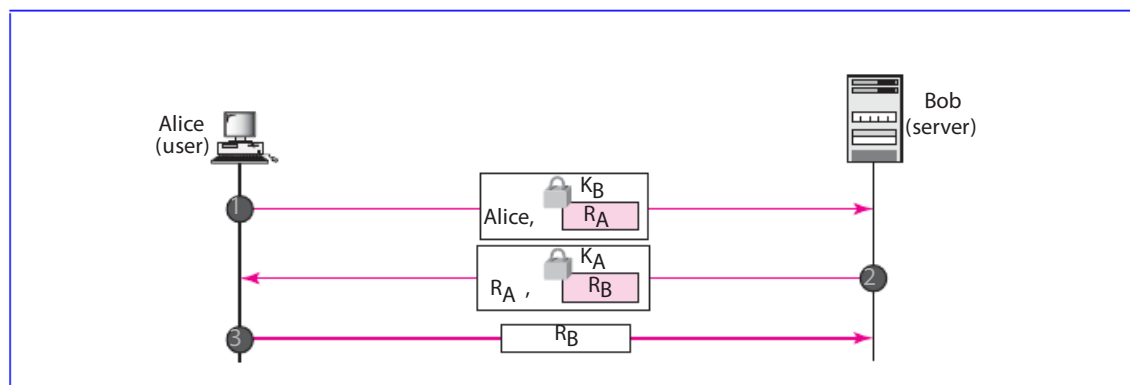 Alice
(user)
Bob
(server)
1
K_B
Alice, R_A
K_A
R_A , R_B
2
3
R_B